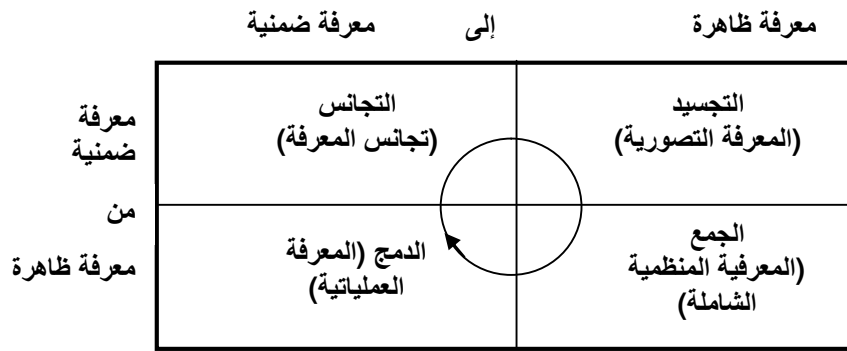 معرفة ظاهرة إلى معرفة ضمنية
التجسيد
(المعرفة التصورية)
التجانس
(تجانس المعرفة)
معرفة
ضمنية
من
الجمع
(المعرفية المنظمية
الشاملة)
الدمج (المعرفة
العملياتية)
معرفة ظاهرة